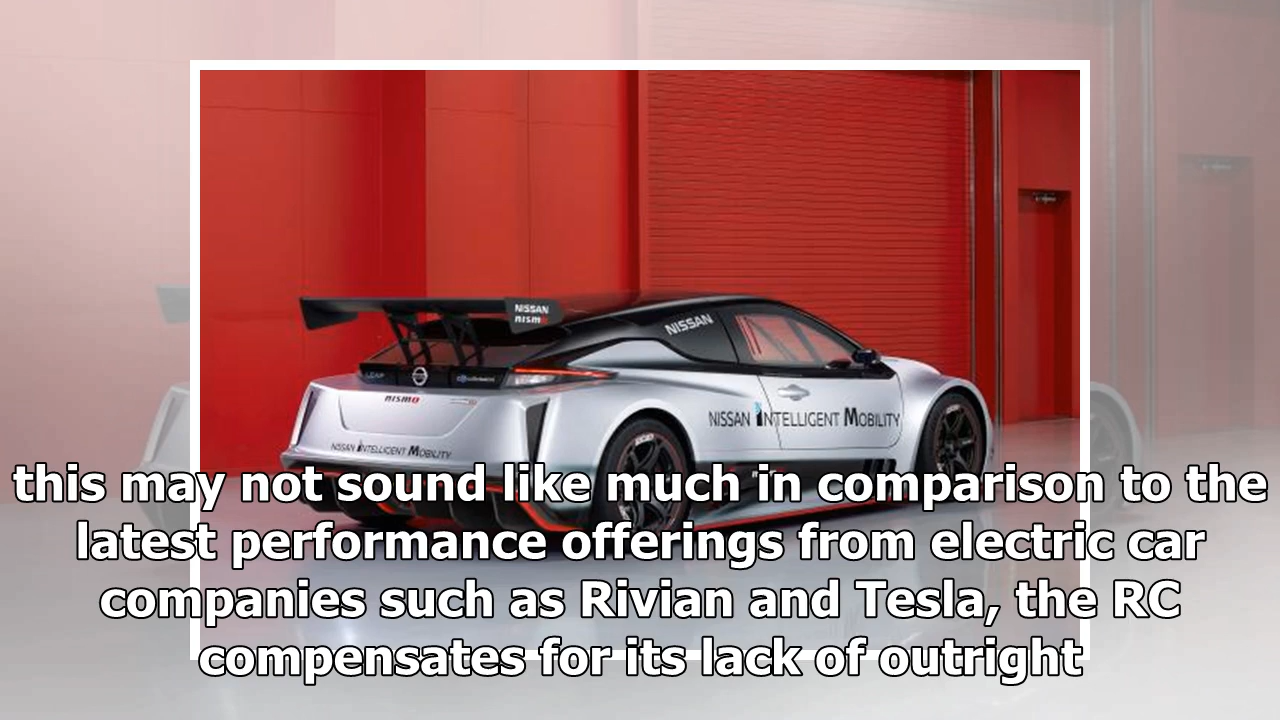 NISSAN
nismo
NISSAN
LEAF
nismo
NISSAN INTELLIGENT MOBILITY
NISSAN INTELLIGENT MOBILITY
this may not sound like much in comparison to the
latest performance offerings from electric car
companies such as Rivian and Tesla, the RC
compensates for its lack of outright